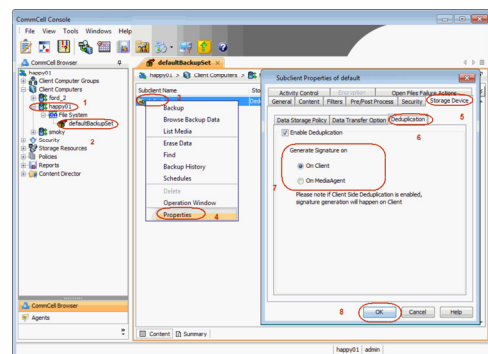 CommCell Console
File View Tools Windows Help
CommCell Browser
happy01
Client Computer Groups
Client Computers
ford_2
1
happy01
File System
defaultBackupSet
smoky
2
Security
Storage Resources
Policies
Reports
Content Director
CommCell Browser
Agents
defaultBackupSet
happy01 > Client Computers >
Subclient Name
3
Backup
Browse Backup Data
List Media
Erase Data
Find
Backup History
Schedules
Delete
Operation Window
Properties
4
Content Summary
Subclient Properties of default
Activity Control Encryption Open Files Failure Actions
General Content Filters Pre/Post Process Security Storage Device
Data Storage Policy Data Transfer Option Deduplication
5
6
Enable Deduplication
Generate Signature on
On Client
On MediaAgent
7
Please note if Client Side Deduplication is enabled,
signature generation will happen on Client
8
OK Cancel Help
happy01 admin